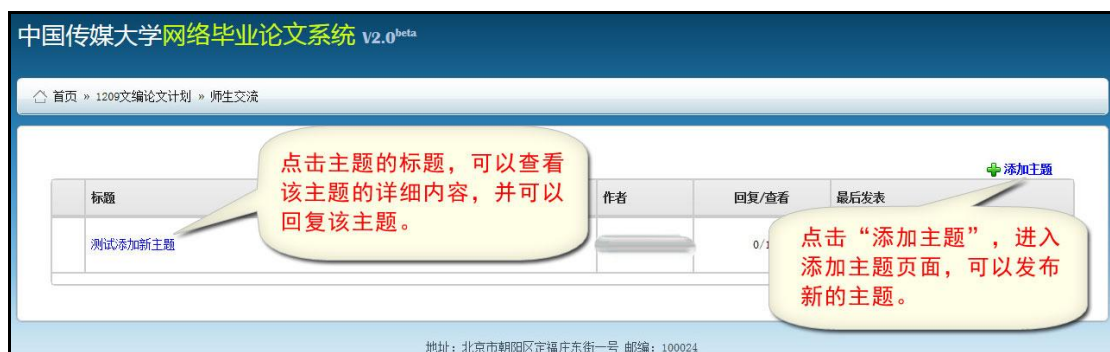 中国传媒大学网络毕业论文系统 V2.0beta
首页 » 1209文编论文计划 » 师生交流
添加主题
标题 作者 回复/查看 最后发表
测试添加新主题 0/1
点击主题的标题，可以查看
该主题的详细内容，并可以
回复该主题。
点击“添加主题”，进入
添加主题页面，可以发布
新的主题。
地址：北京市朝阳区定福庄东街一号 邮编：100024